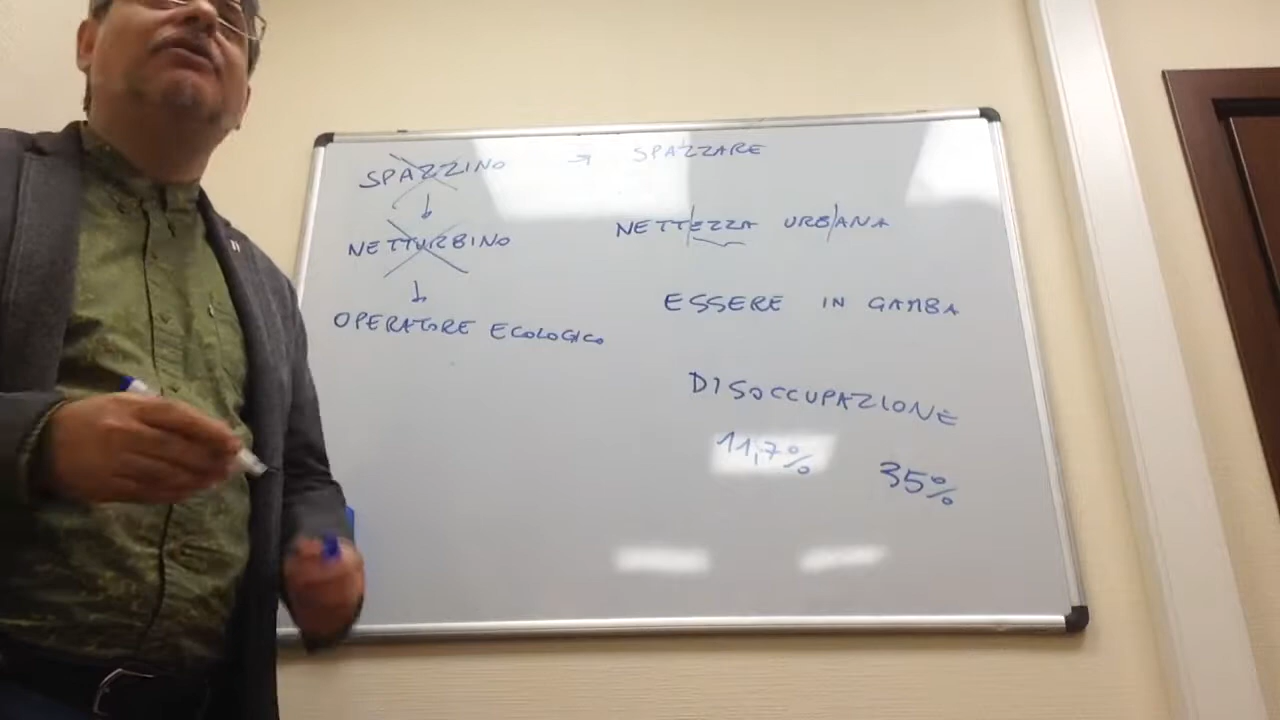 SPAZZINO → SPAZZARE
↓
NETTURBINO NETTEZZA URBANA
↓
OPERATORE ECOLOGICO
ESSERE IN GAMBA
DISOCCUPAZIONE
11,7% 35%